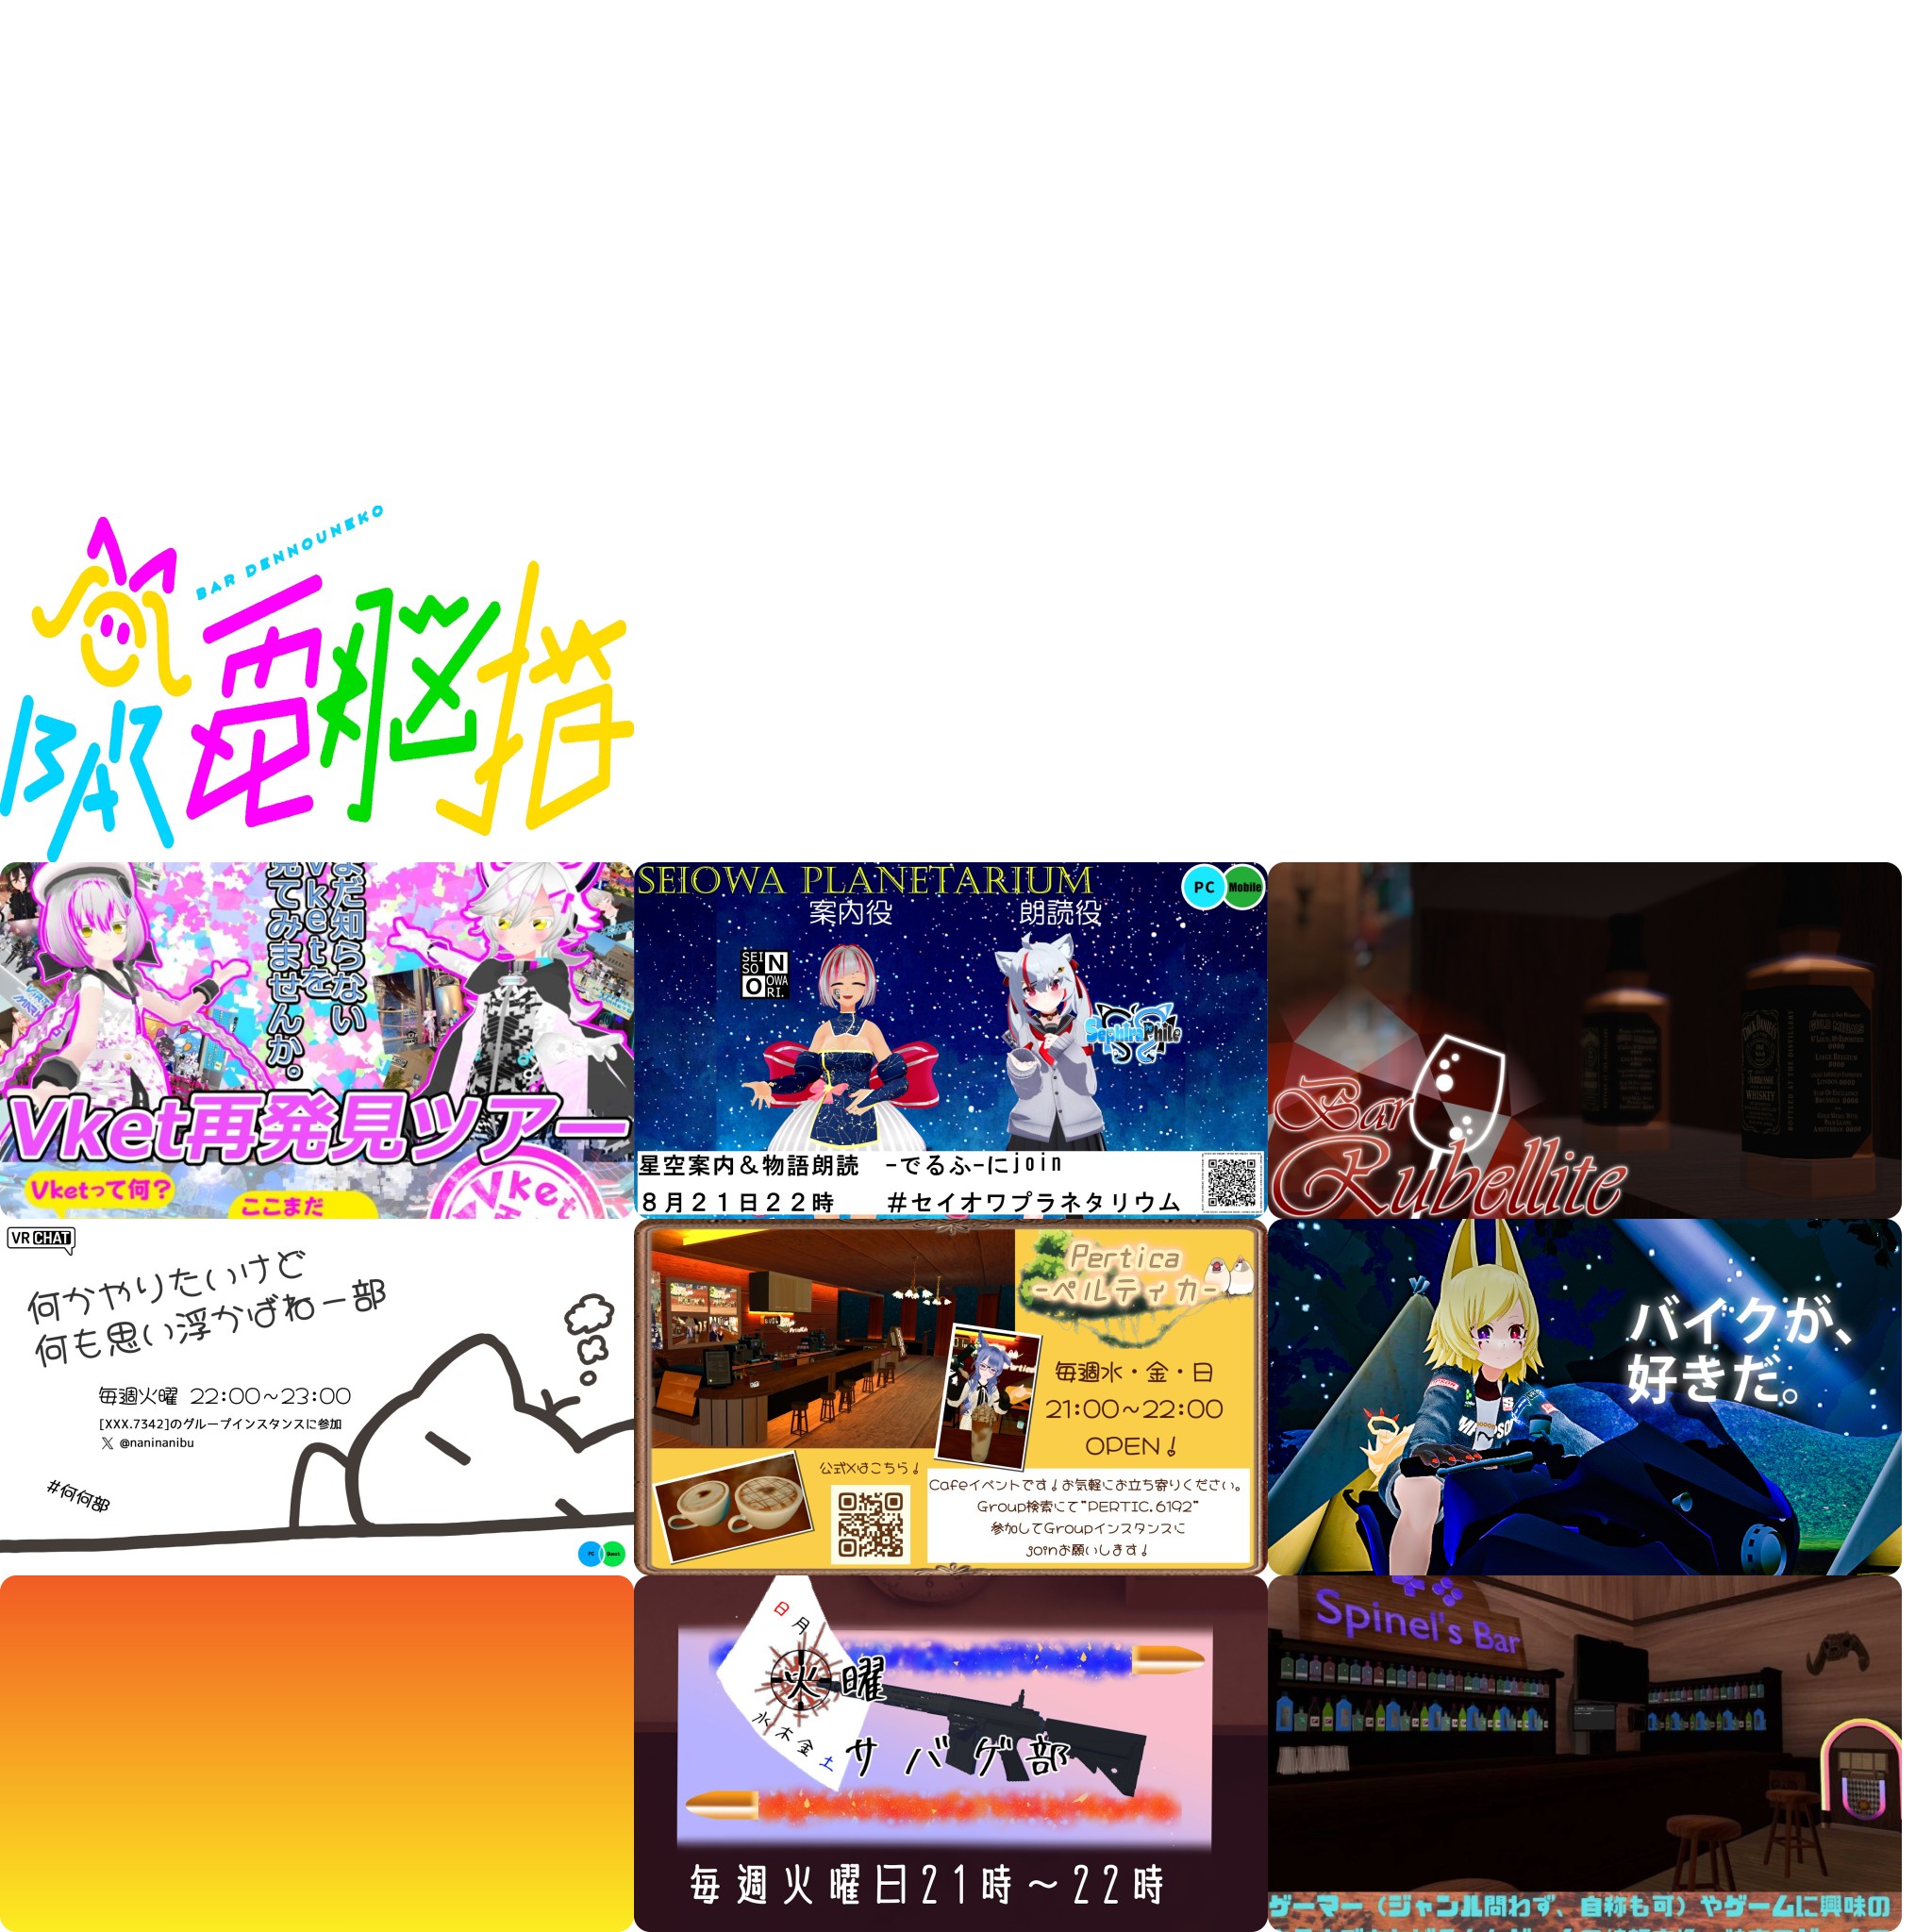 BAR DENNOUNEKO
BAR 電脳猫
まだ知らない
Vketを
見てみませんか。
Vket再発見ツアー
Vketって何？
ここまだ
Vket
SEIOWA PLANETARIUM
PC
Mobile
案内役
朗読役
SEI
SO
N
O
OWA
RI.
SephiraPhile
星空案内＆物語朗読 -でるふ-にjoin
８月２１日２２時 ＃セイオワプラネタリウム
Bar
Rubellite
WHISKEY
BOTTLED AT THE DISTILLERY
VRCHAT
何かやりたいけど
何も思い浮かばねー部
毎週火曜 22:00～23:00
[XXX.7342]のグループインスタンスに参加
X @naninanibu
#何何部
PC
Quest
Pertica
-ペルティカ-
毎週水・金・日
21:00～22:00
OPEN！
公式Xはこちら！
Cafeイベントです！お気軽にお立ち寄りください。
Group検索にて"PERTIC.6192"
参加してGroupインスタンスに
joinお願いします！
バイクが、
好きだ。
日
月
火曜
水
木
金
土
サバゲ部
毎週火曜日21時～22時
Spinel's Bar
ゲーマー（ジャンル問わず、自称も可）やゲームに興味の